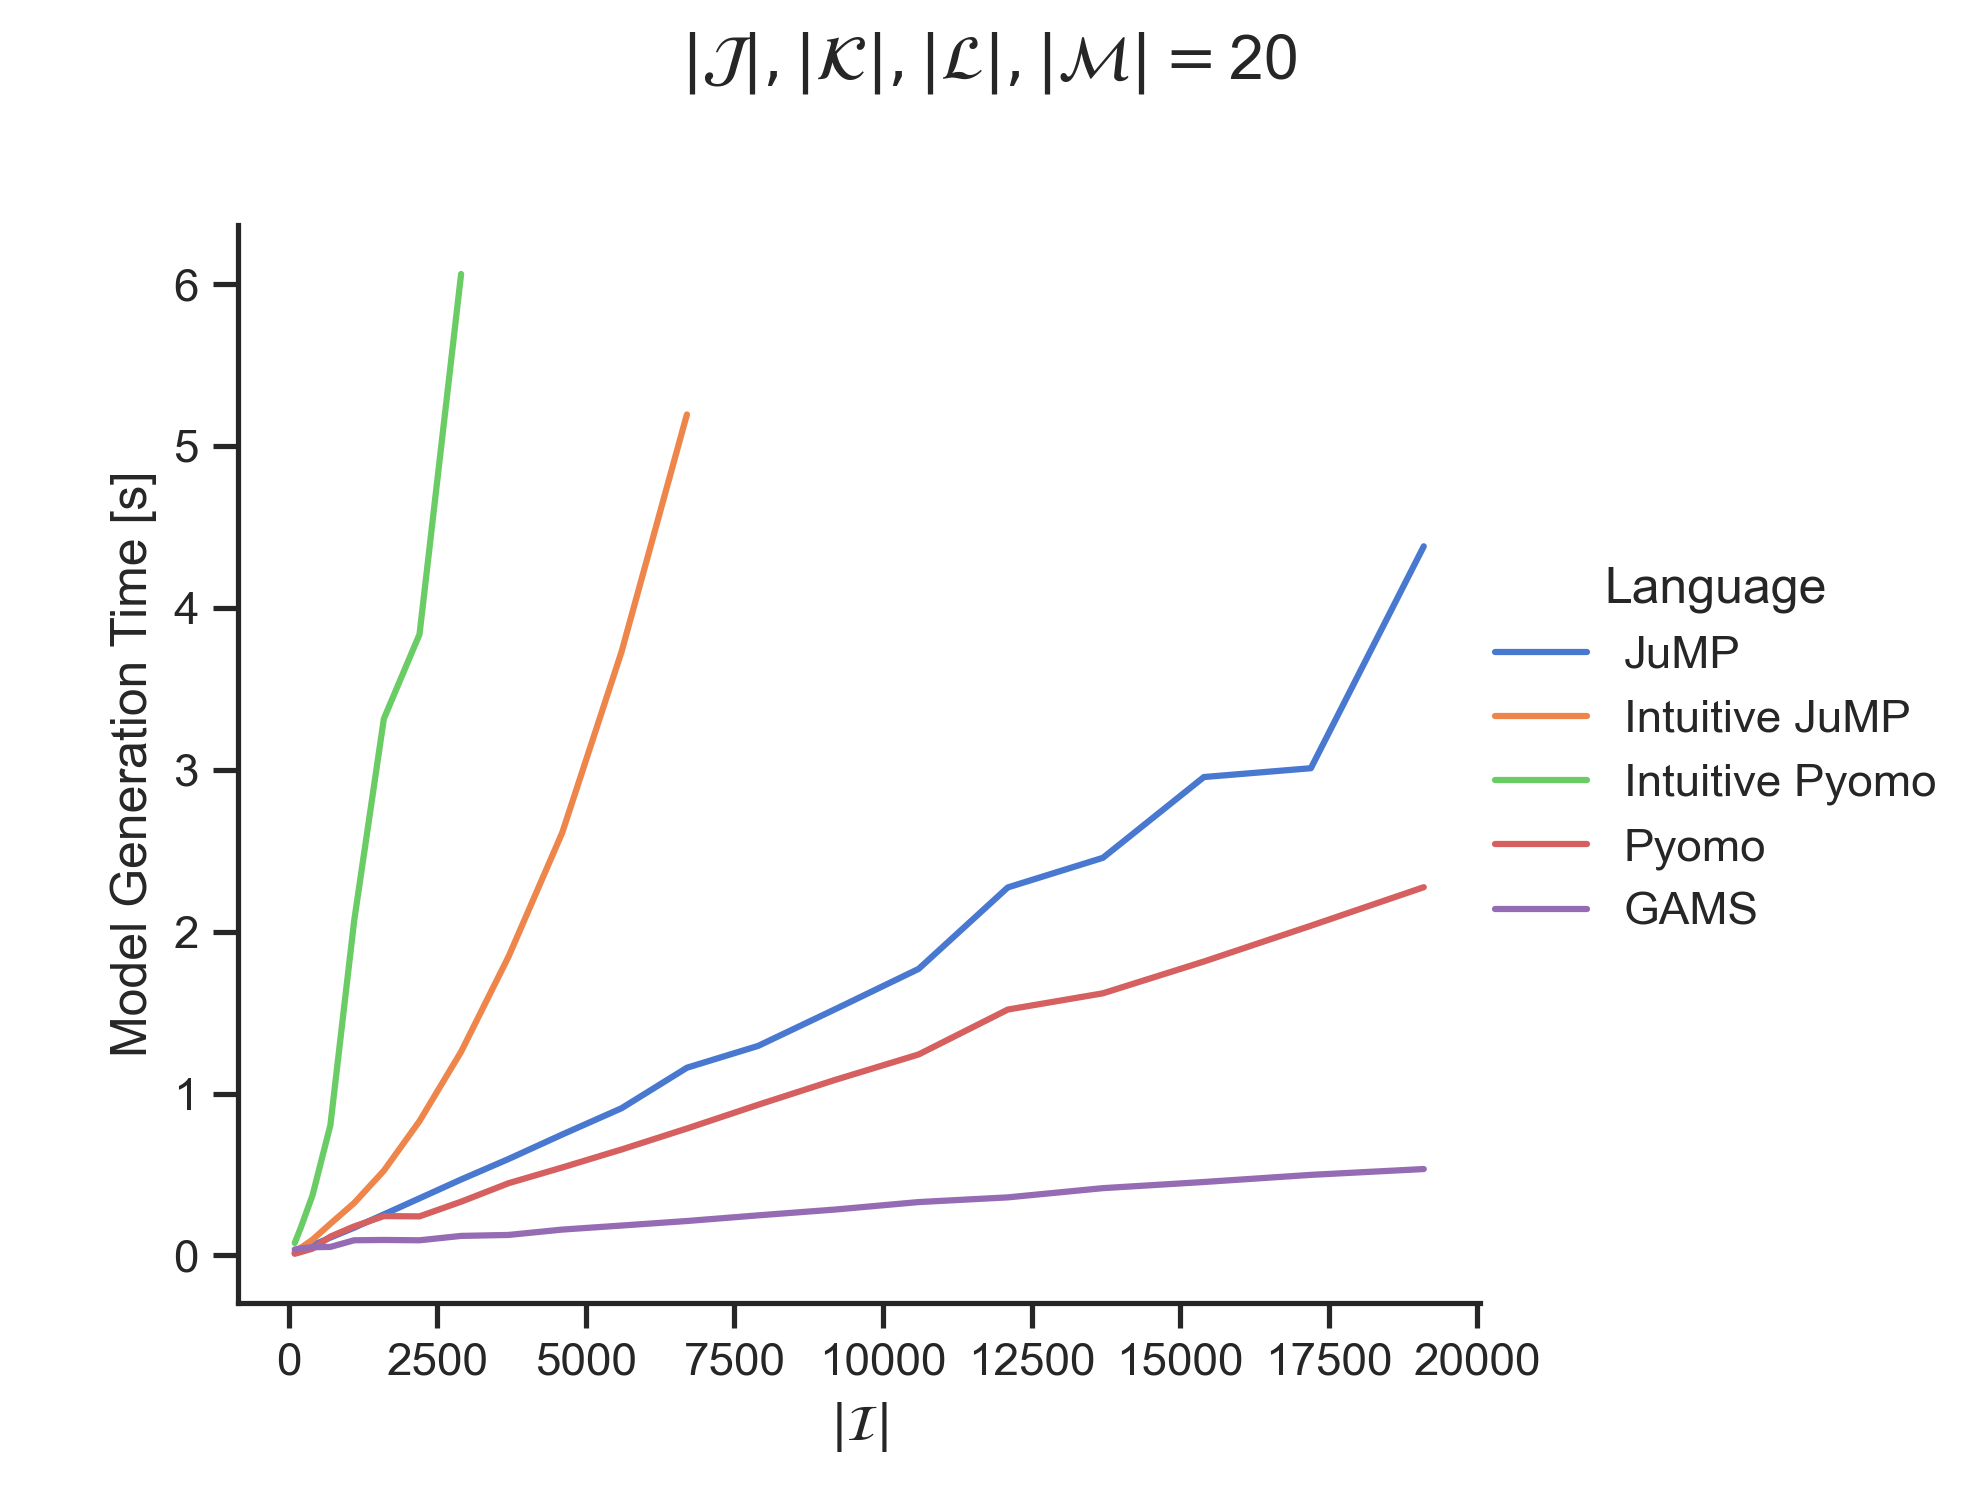 |𝒥|, |𝒦|, |ℒ|, |ℳ| = 20
6
5
4
3
2
1
0
Model Generation Time [s]
0 2500 5000 7500 10000 12500 15000 17500 20000
|ℐ|
Language
JuMP
Intuitive JuMP
Intuitive Pyomo
Pyomo
GAMS